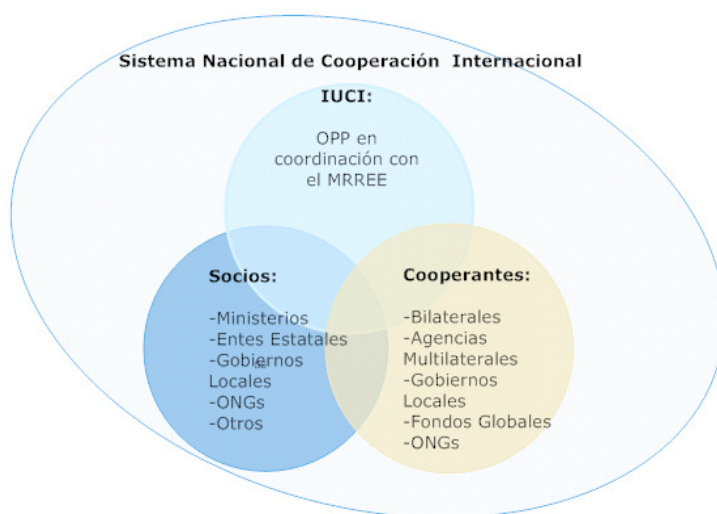 Sistema Nacional de Cooperación Internacional
IUCI:
OPP en
coordinación con
el MRREE
Socios:
-Ministerios
-Entes Estatales
-Gobiernos
Locales
-ONGs
-Otros
Cooperantes:
-Bilaterales
-Agencias
Multilaterales
-Gobiernos
Locales
-Fondos Globales
-ONGs